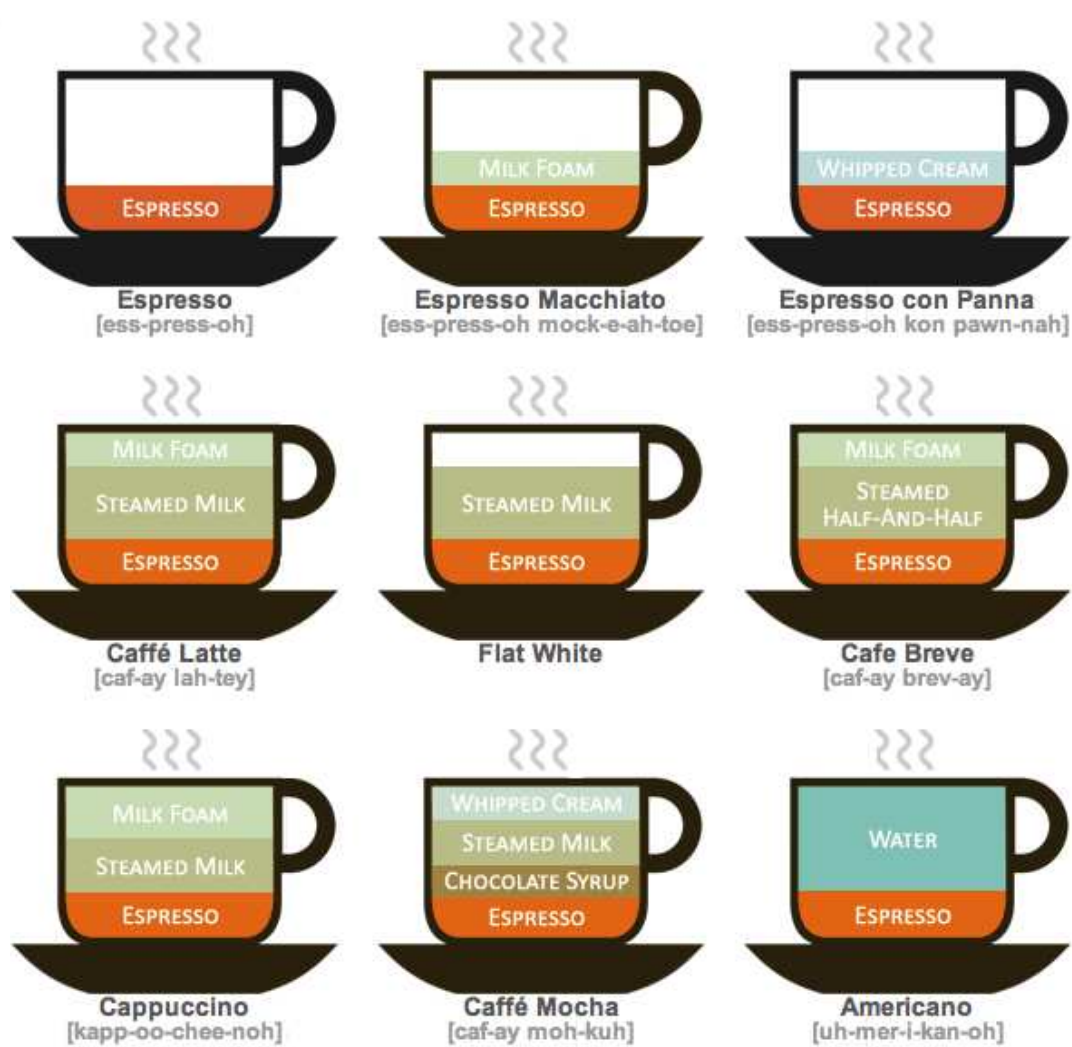 Espresso
Espresso
[ess-press-oh]
Milk Foam
Espresso
Espresso Macchiato
[ess-press-oh mock-e-ah-toe]
Whipped Cream
Espresso
Espresso con Panna
[ess-press-oh kon pawn-nah]
Milk Foam
Steamed Milk
Espresso
Caffé Latte
[caf-ay lah-tey]
Steamed Milk
Espresso
Flat White
Milk Foam
Steamed
Half-And-Half
Espresso
Cafe Breve
[caf-ay brev-ay]
Milk Foam
Steamed Milk
Espresso
Cappuccino
[kapp-oo-chee-noh]
Whipped Cream
Steamed Milk
Chocolate Syrup
Espresso
Caffé Mocha
[caf-ay moh-kuh]
Water
Espresso
Americano
[uh-mer-i-kan-oh]